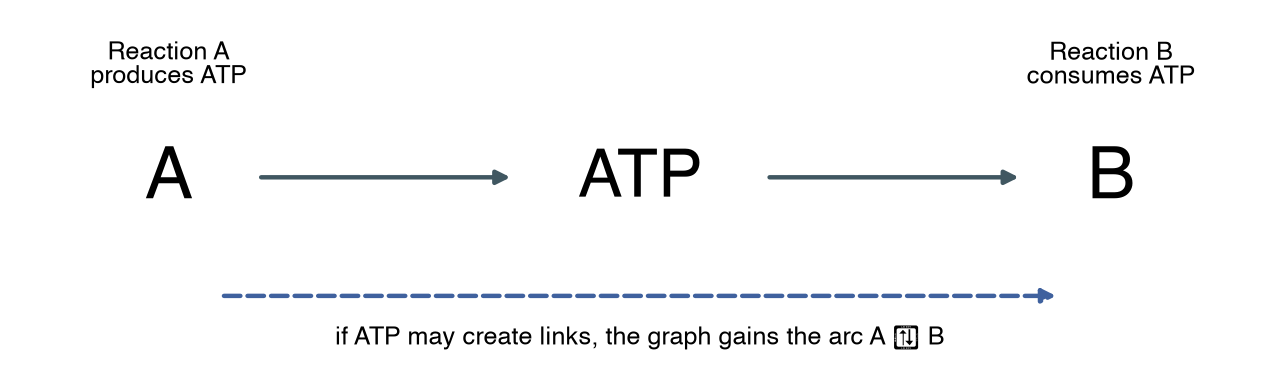 Reaction A
produces ATP
Reaction B
consumes ATP
A
ATP
B
if ATP may create links, the graph gains the arc A B